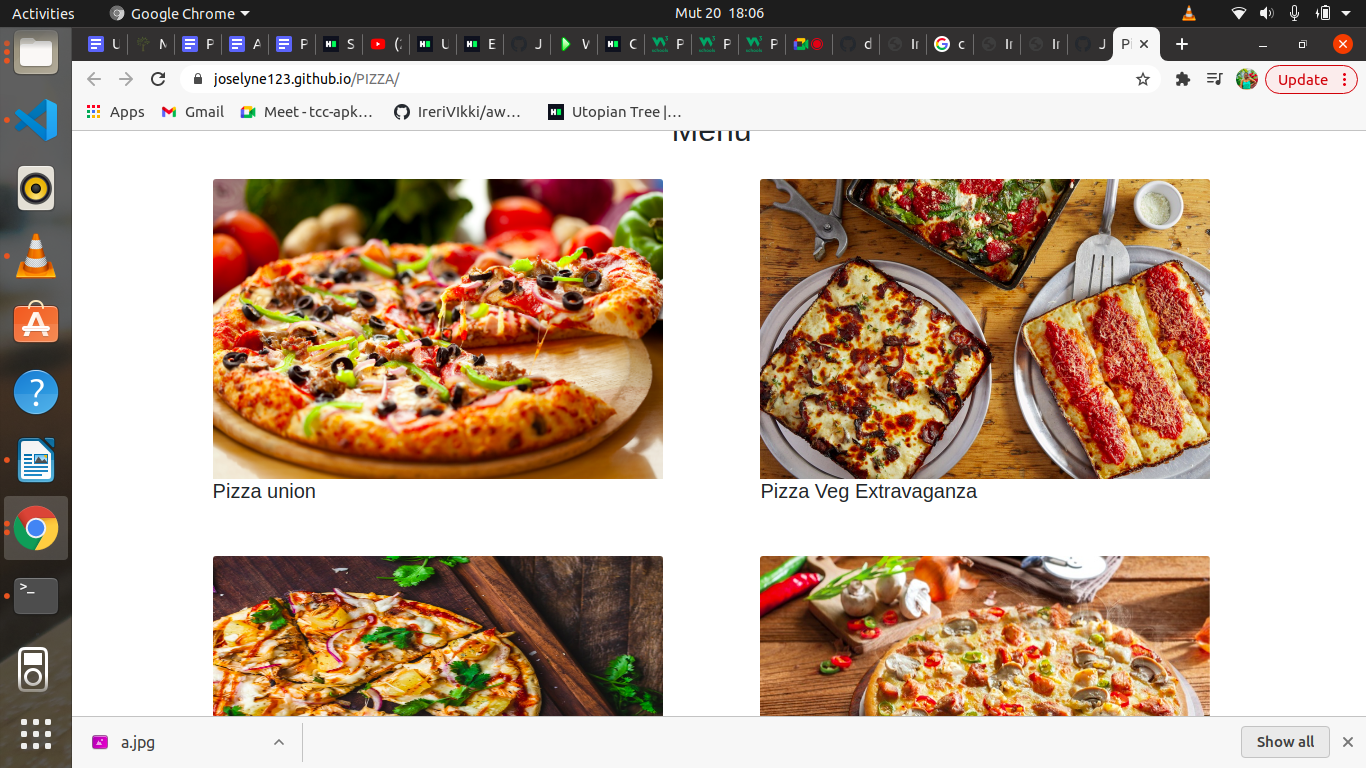 Activities Google Chrome Mut 20 18:06
U N P A P S (2 U E J W C P P P d Ir G c Ir Ir J P
joselyne123.github.io/PIZZA/ Update
Apps Gmail Meet - tcc-apk… IreriVIkki/aw… Utopian Tree |…
Menu
Pizza union
Pizza Veg Extravaganza
a.jpg Show all